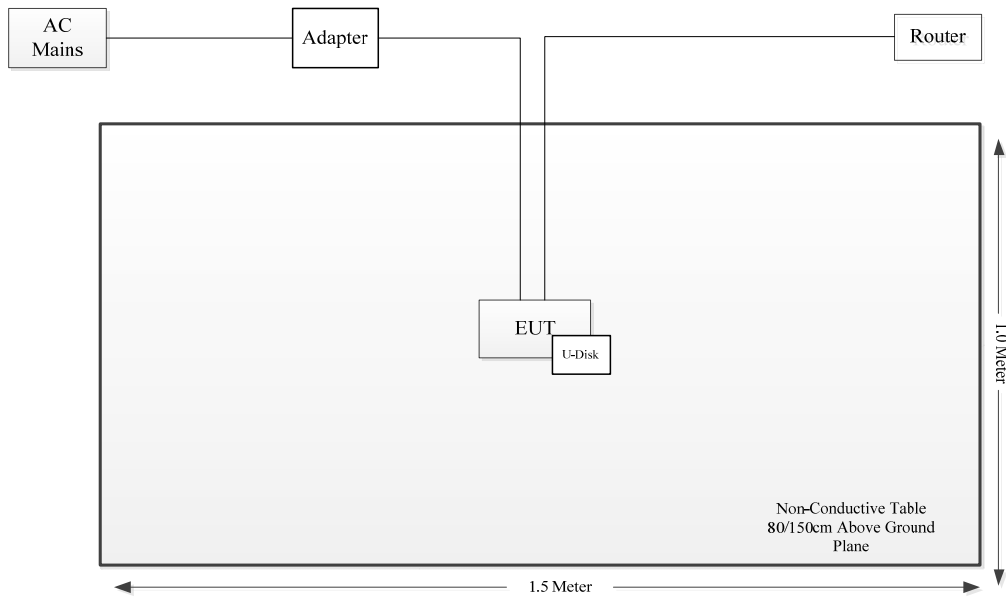 AC
Mains
Adapter
Router
EUT
U-Disk
1.0 Meter
Non-Conductive Table
80/150cm Above Ground
Plane
1.5 Meter